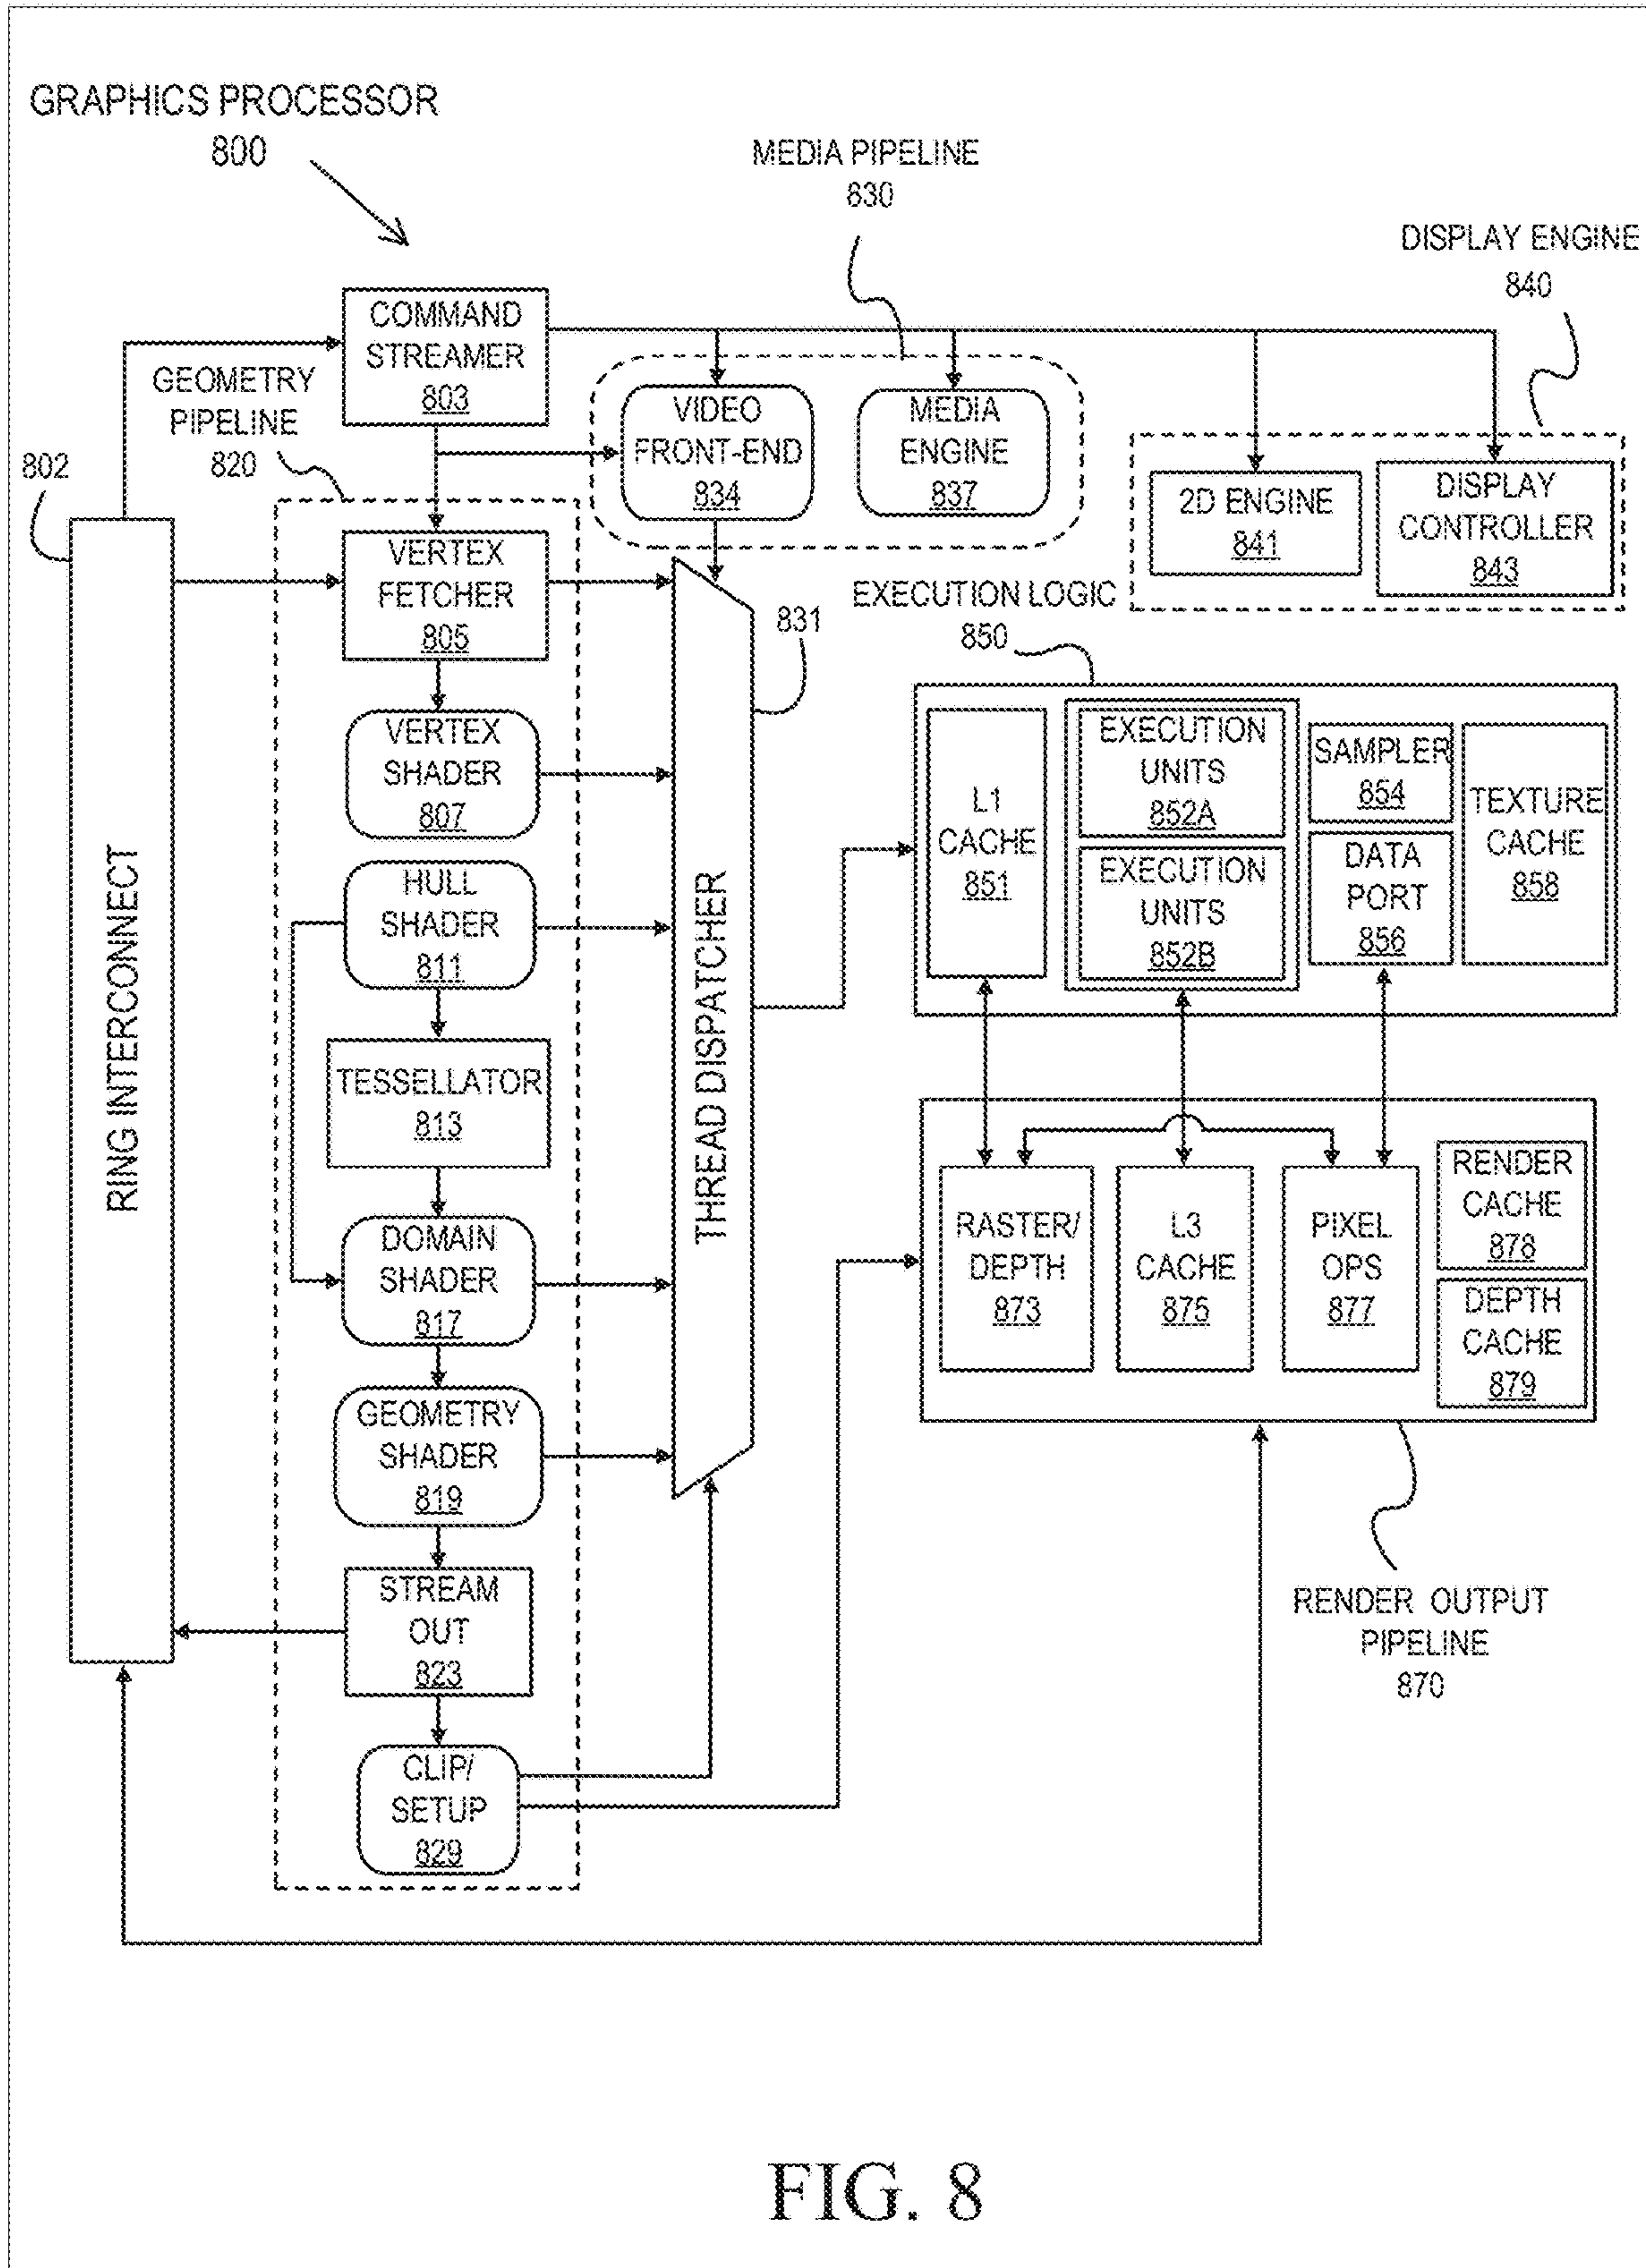 GRAPHICS PROCESSOR
800
MEDIA PIPELINE
830
DISPLAY ENGINE
840
COMMAND
STREAMER
803
GEOMETRY
PIPELINE
820
802
VIDEO
FRONT-END
834
MEDIA
ENGINE
837
2D ENGINE
841
DISPLAY
CONTROLLER
843
RING INTERCONNECT
VERTEX
FETCHER
805
VERTEX
SHADER
807
HULL
SHADER
811
TESSELLATOR
813
DOMAIN
SHADER
817
GEOMETRY
SHADER
819
STREAM
OUT
823
CLIP/
SETUP
829
THREAD DISPATCHER
831
EXECUTION LOGIC
850
L1
CACHE
851
EXECUTION
UNITS
852A
EXECUTION
UNITS
852B
SAMPLER
854
DATA
PORT
856
TEXTURE
CACHE
858
RASTER/
DEPTH
873
L3
CACHE
875
PIXEL
OPS
877
RENDER
CACHE
878
DEPTH
CACHE
879
RENDER OUTPUT
PIPELINE
870
FIG. 8